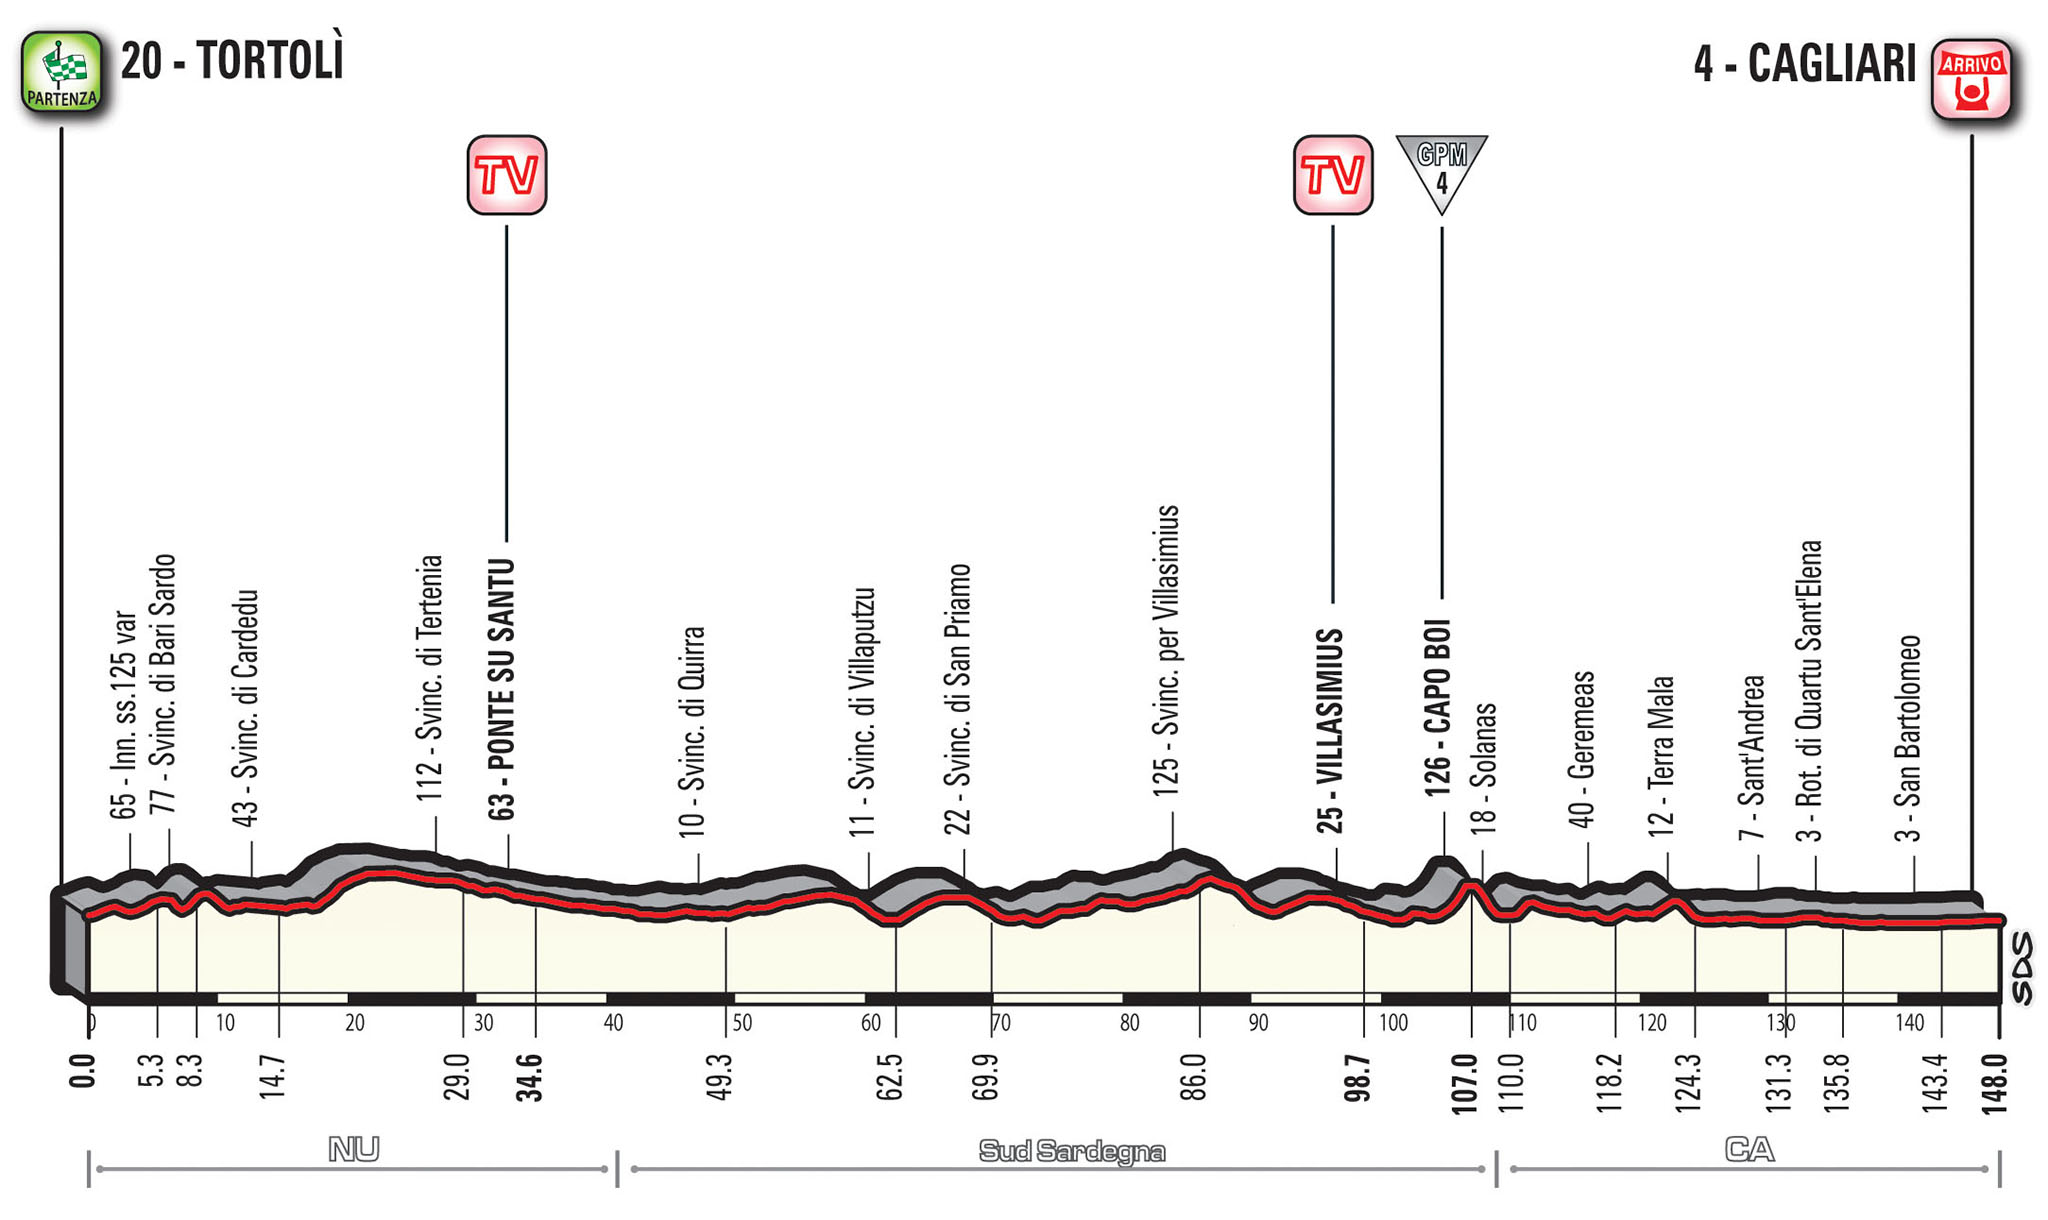 PARTENZA
20 - TORTOLÌ
4 - CAGLIARI
ARRIVO
TV
TV
GPM
4
65 - Inn. ss.125 var
77 - Svinc. di Bari Sardo
43 - Svinc. di Cardedu
112 - Svinc. di Tertenia
63 - PONTE SU SANTU
10 - Svinc. di Quirra
11 - Svinc. di Villaputzu
22 - Svinc. di San Priamo
125 - Svinc. per Villasimius
25 - VILLASIMIUS
126 - CAPO BOI
18 - Solanas
40 - Geremeas
12 - Terra Mala
7 - Sant'Andrea
3 - Rot. di Quartu Sant'Elena
3 - San Bartolomeo
SDS
0 10 20 30 40 50 60 70 80 90 100 110 120 130 140
0.0 5.3 8.3 14.7 29.0 34.6 49.3 62.5 69.9 86.0 98.7 107.0 110.0 118.2 124.3 131.3 135.8 143.4 148.0
NU Sud Sardegna CA